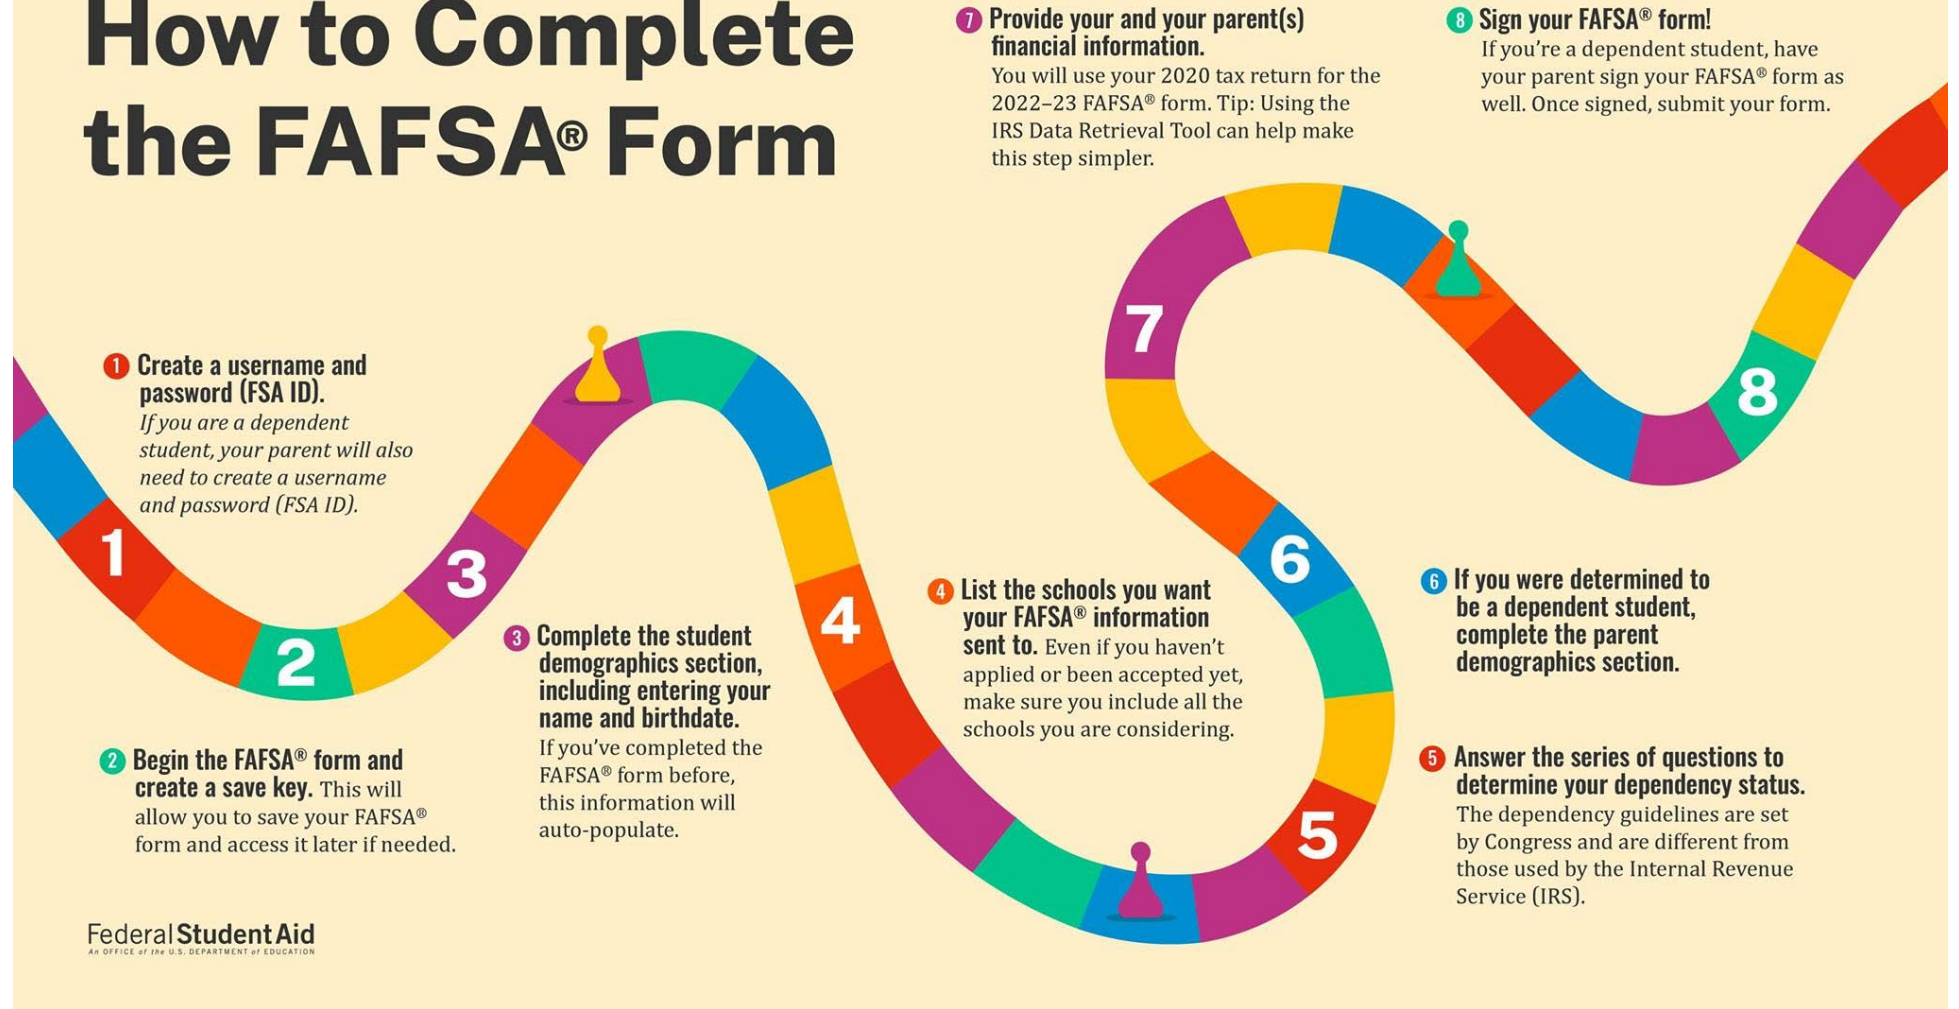 How to Complete
the FAFSA® Form
1 Create a username and
password (FSA ID).
If you are a dependent
student, your parent will also
need to create a username
and password (FSA ID).
2 Begin the FAFSA® form and
create a save key. This will
allow you to save your FAFSA®
form and access it later if needed.
3 Complete the student
demographics section,
including entering your
name and birthdate.
If you've completed the
FAFSA® form before,
this information will
auto-populate.
4 List the schools you want
your FAFSA® information
sent to. Even if you haven't
applied or been accepted yet,
make sure you include all the
schools you are considering.
5 Answer the series of questions to
determine your dependency status.
The dependency guidelines are set
by Congress and are different from
those used by the Internal Revenue
Service (IRS).
6 If you were determined to
be a dependent student,
complete the parent
demographics section.
7 Provide your and your parent(s)
financial information.
You will use your 2020 tax return for the
2022–23 FAFSA® form. Tip: Using the
IRS Data Retrieval Tool can help make
this step simpler.
8 Sign your FAFSA® form!
If you're a dependent student, have
your parent sign your FAFSA® form as
well. Once signed, submit your form.
1
2
3
4
5
6
7
8
Federal Student Aid
An OFFICE of the U.S. DEPARTMENT of EDUCATION